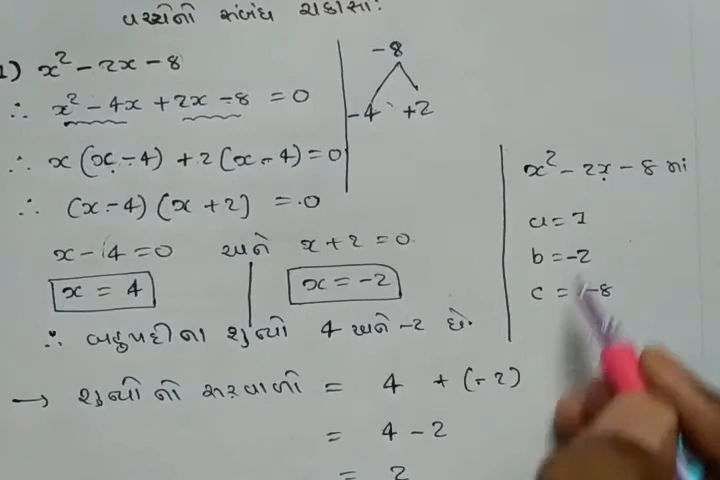 વચ્ચેનો સંબંધ ચકાસો.
1) x² - 2x - 8
∴ x² - 4x + 2x - 8 = 0
∴ x(x - 4) + 2(x - 4) = 0
∴ (x - 4) (x + 2) = 0
x - 4 = 0 અને x + 2 = 0
x = 4 x = -2
∴ બહુપદીના શૂન્યો 4 અને -2 છે.
→ શૂન્યોનો સરવાળો = 4 + (-2)
= 4 - 2
= 2
-8
-4 +2
x² - 2x - 8 માં
a = 1
b = -2
c = -8